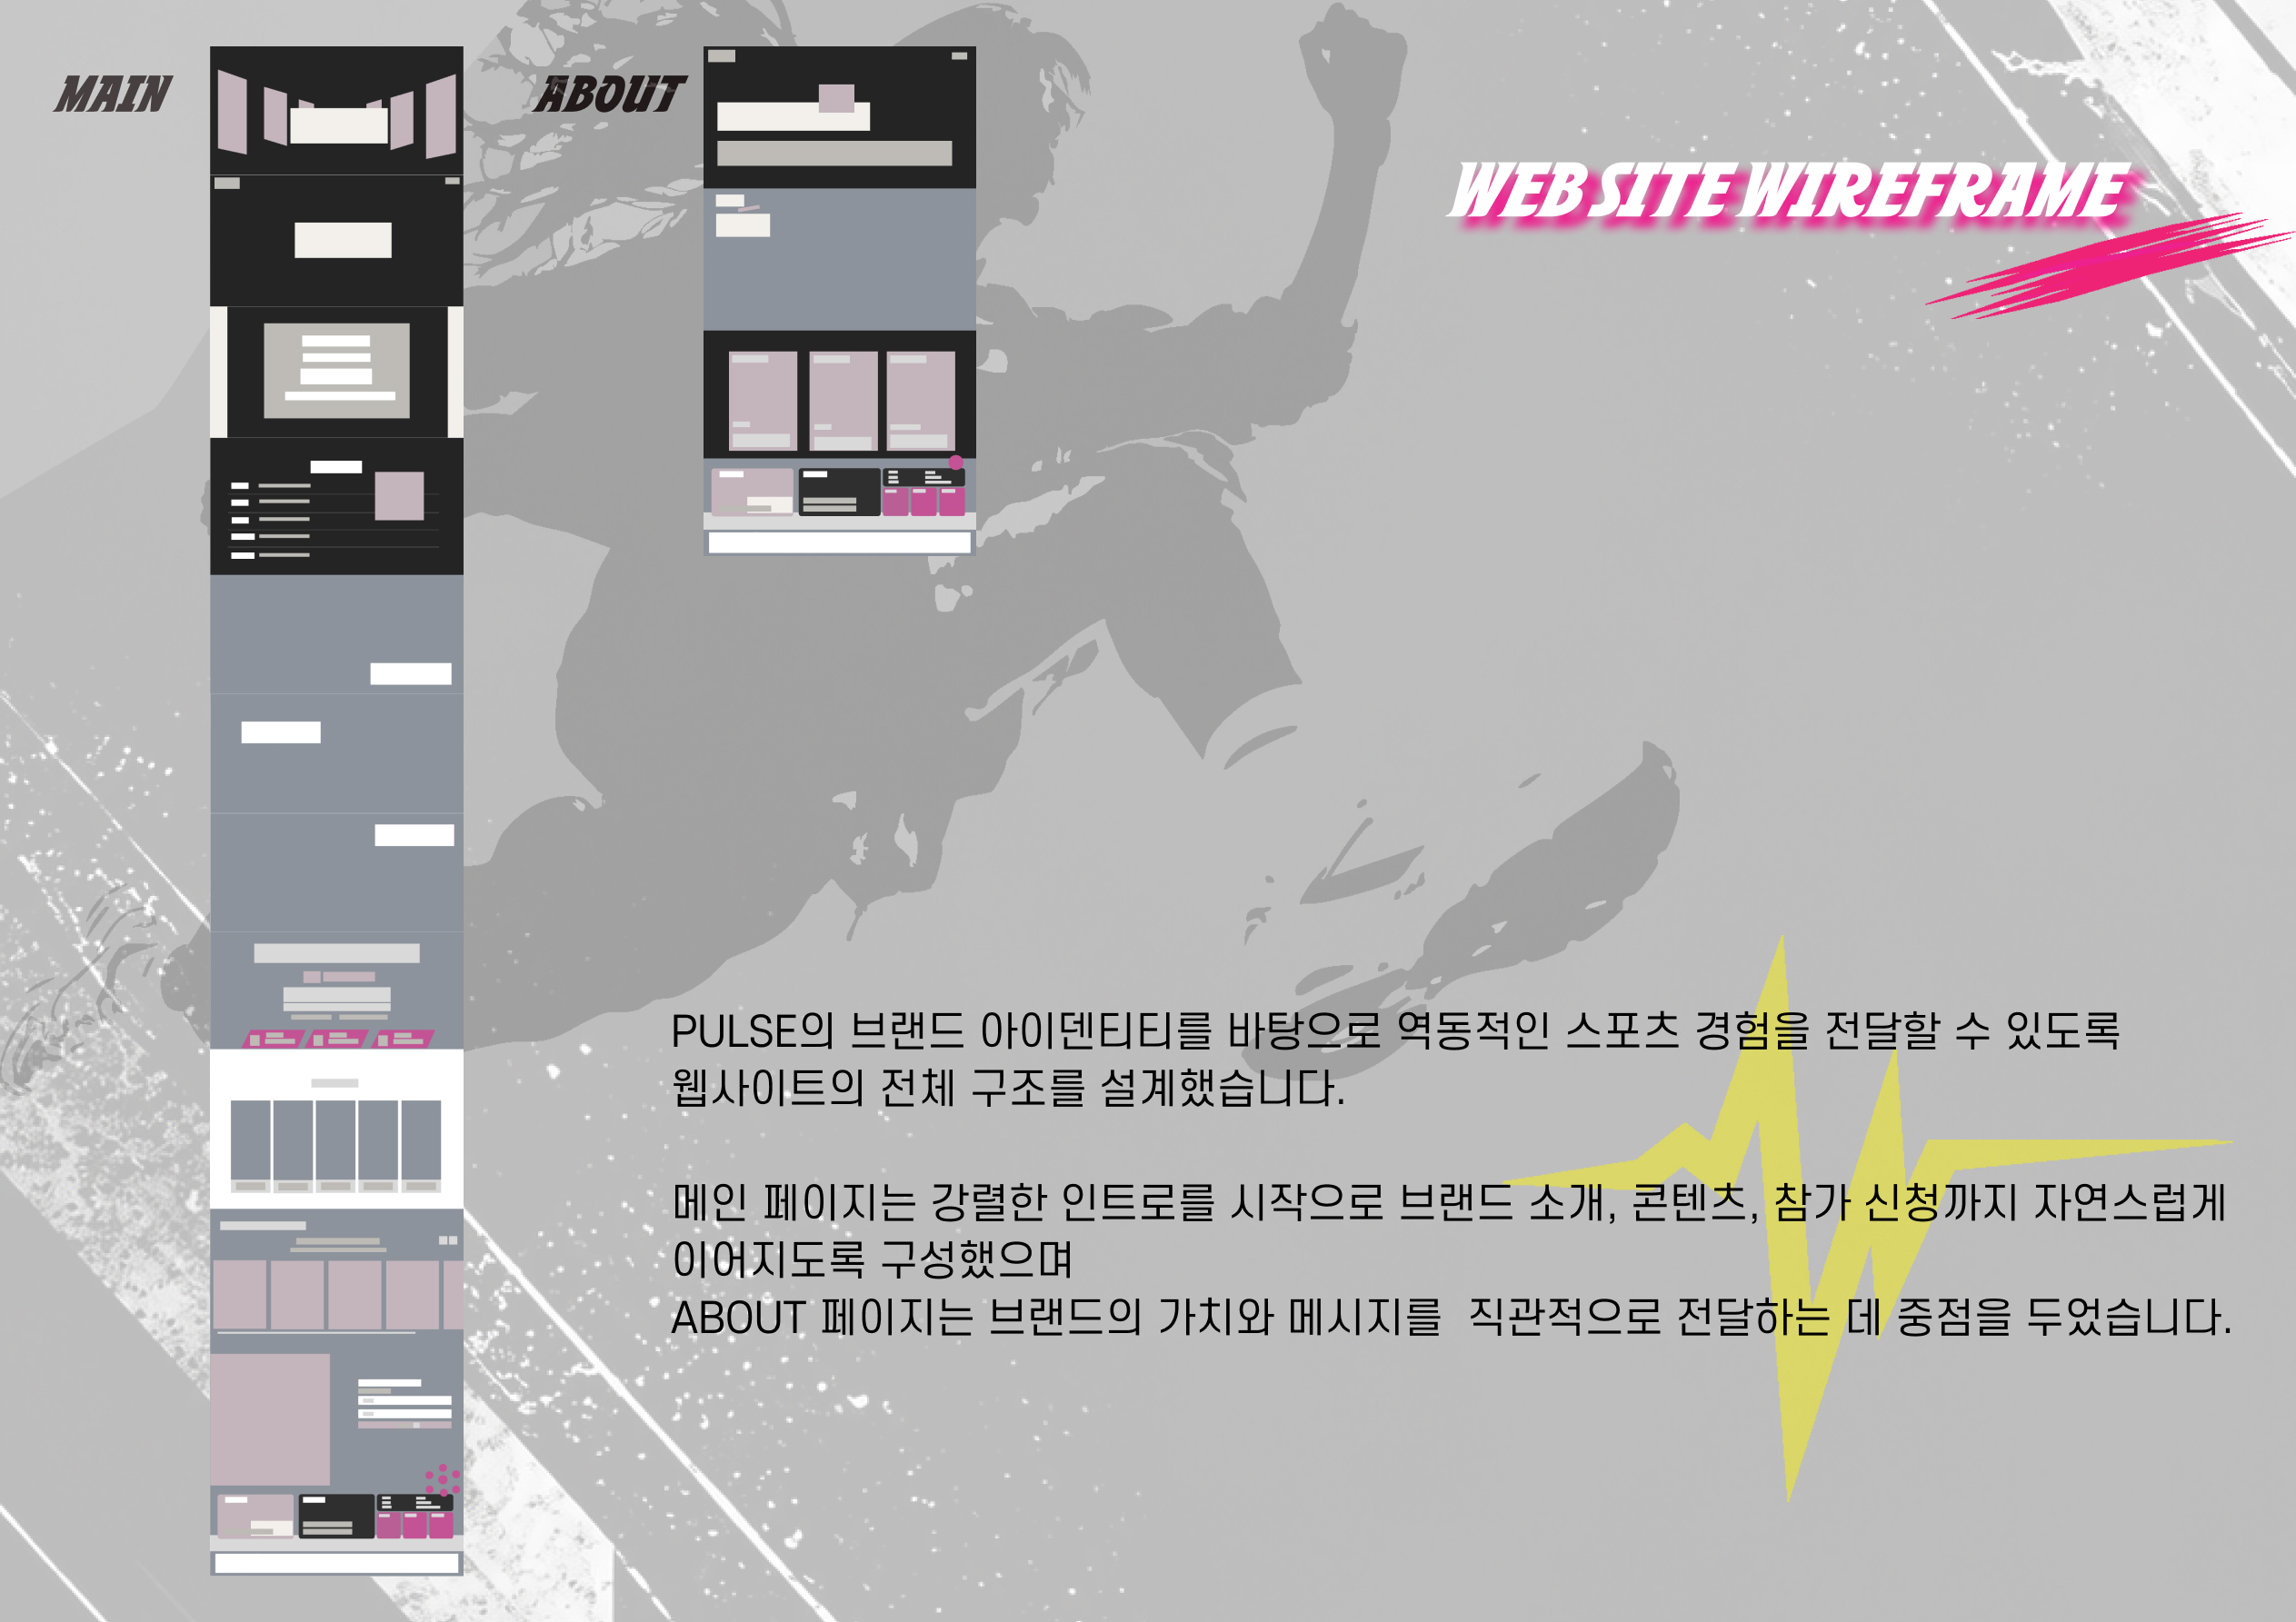 MAIN
ABOUT
WEB SITE WIREFRAME
PULSE의 브랜드 아이덴티티를 바탕으로 역동적인 스포츠 경험을 전달할 수 있도록
웹사이트의 전체 구조를 설계했습니다.
메인 페이지는 강렬한 인트로를 시작으로 브랜드 소개, 콘텐츠, 참가 신청까지 자연스럽게
이어지도록 구성했으며
ABOUT 페이지는 브랜드의 가치와 메시지를 직관적으로 전달하는 데 중점을 두었습니다.